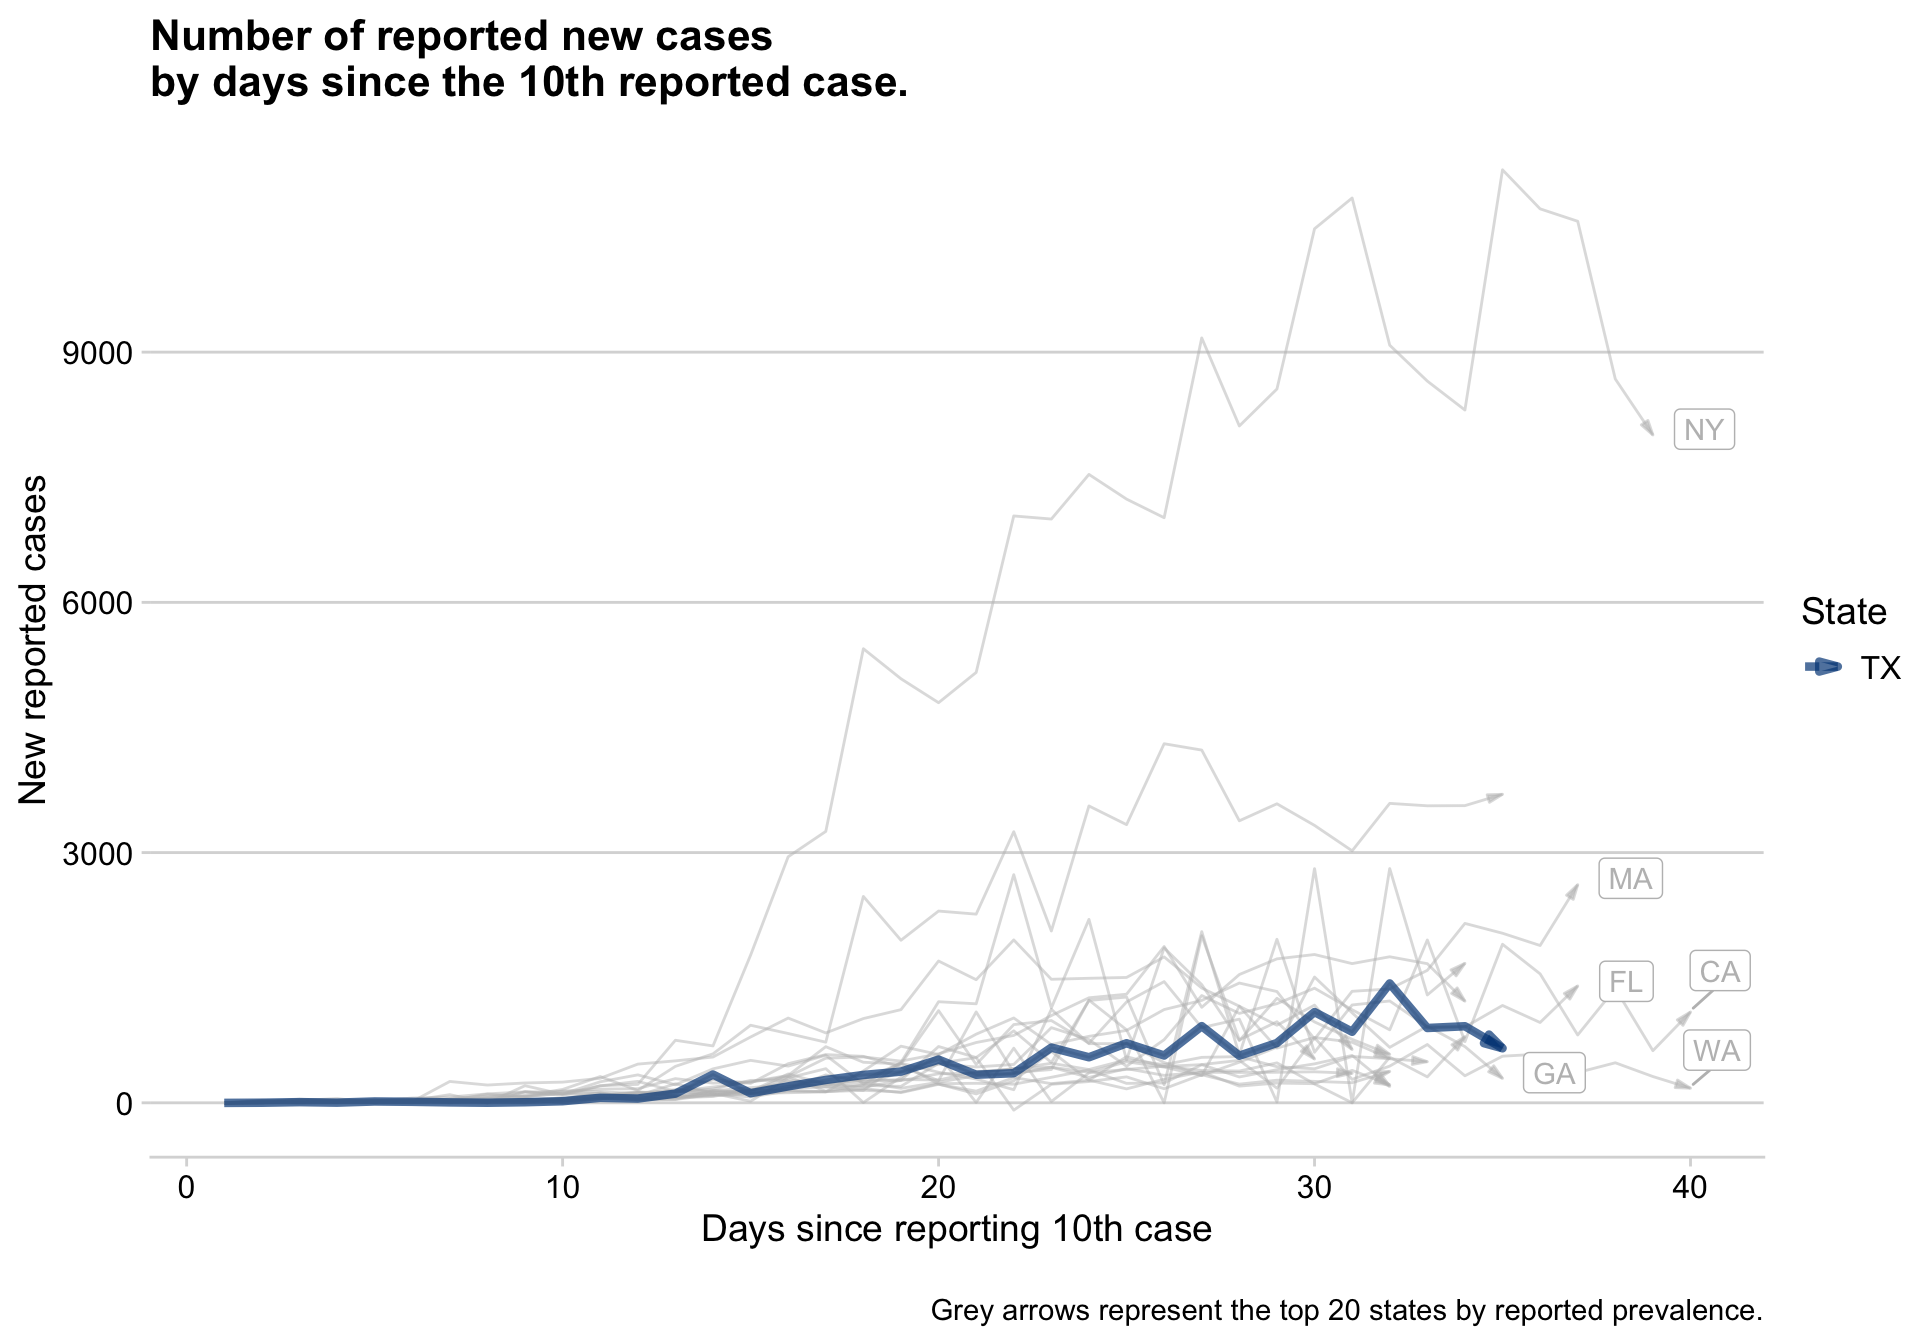 Number of reported new cases
by days since the 10th reported case.
New reported cases
9000
6000
3000
0
NY
MA
FL
CA
WA
GA
State
TX
0
10
20
30
40
Days since reporting 10th case
Grey arrows represent the top 20 states by reported prevalence.